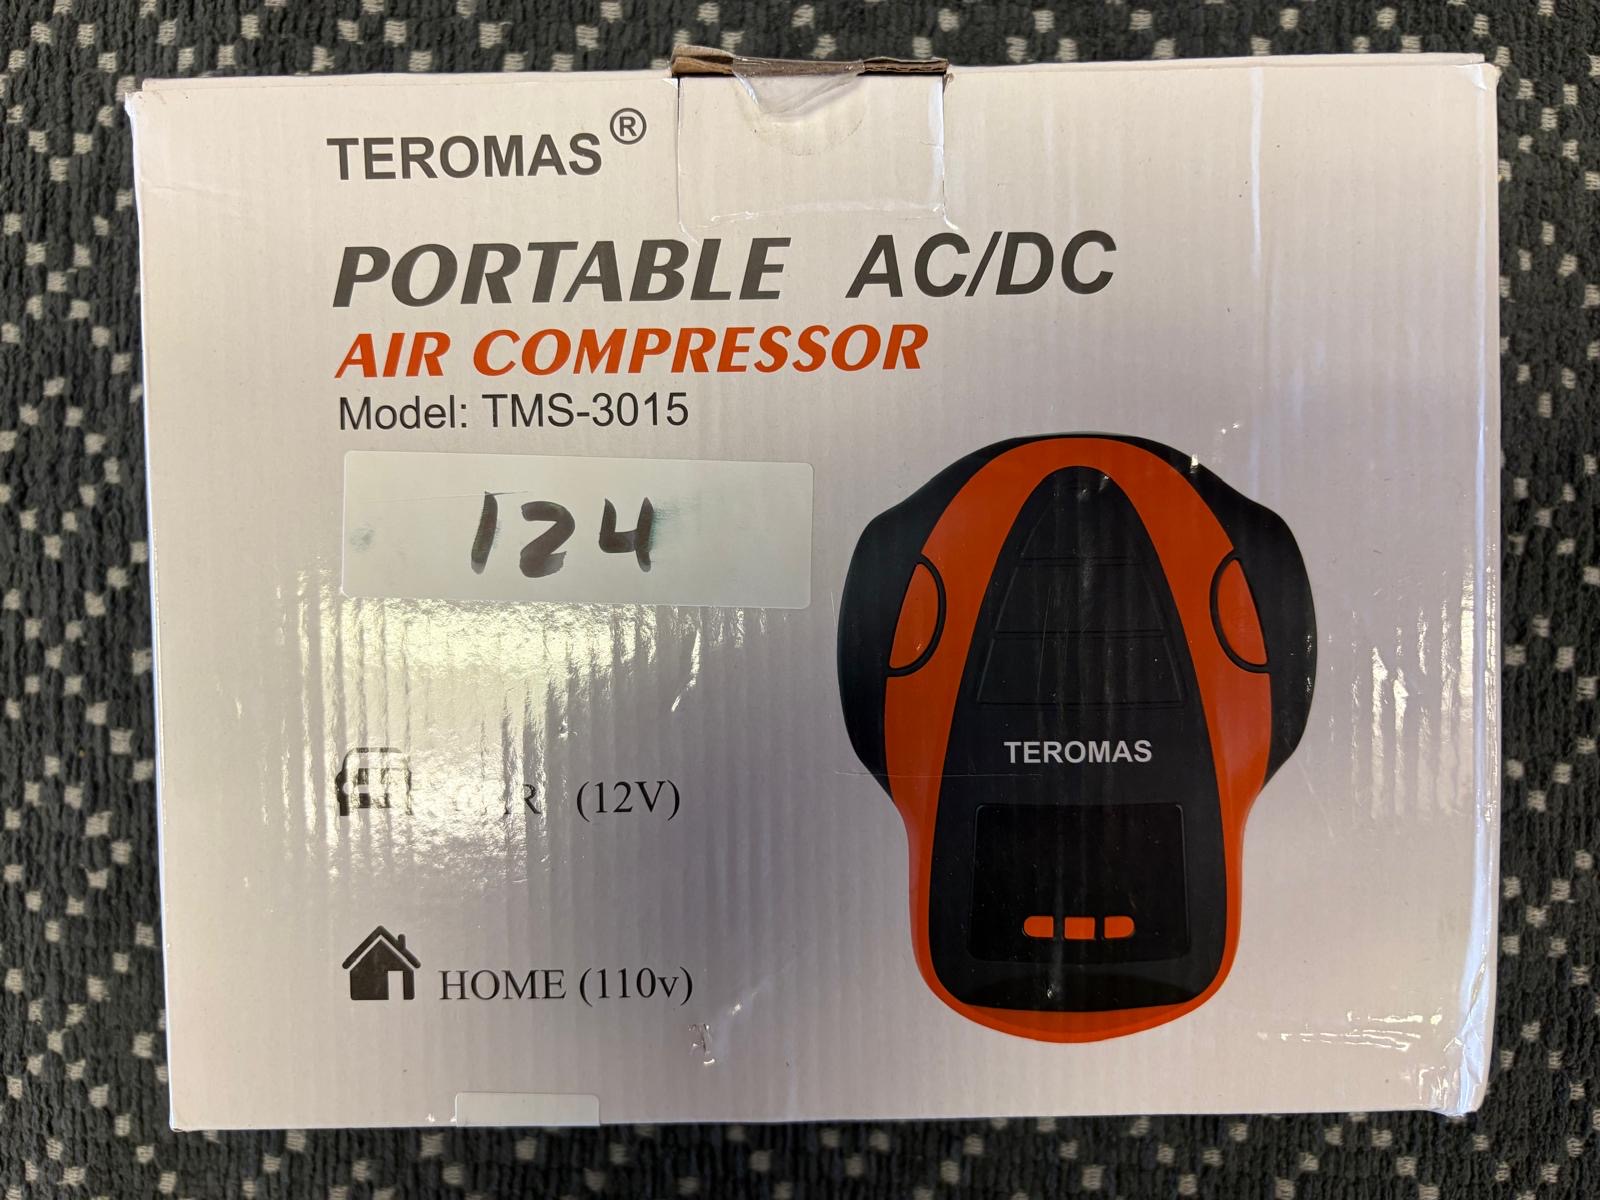 TEROMAS®
PORTABLE AC/DC
AIR COMPRESSOR
Model: TMS-3015
124
TEROMAS
(12V)
HOME (110v)